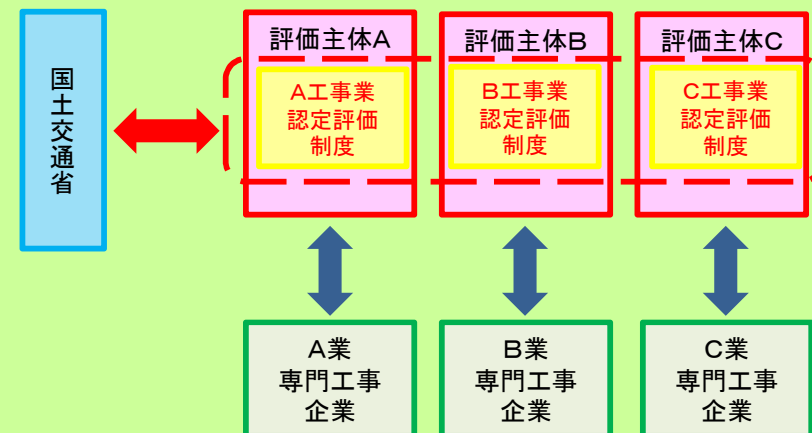 国土交通省
評価主体A
評価主体B
評価主体C
A工事業
認定評価
制度
B工事業
認定評価
制度
C工事業
認定評価
制度
A業
専門工事
企業
B業
専門工事
企業
C業
専門工事
企業